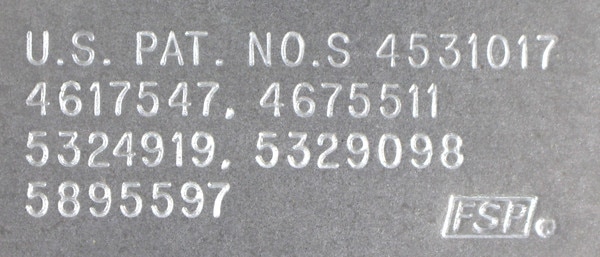 U.S. PAT. NO.S 4531017
4617547, 4675511
5324919, 5329098
5895597
FSP.